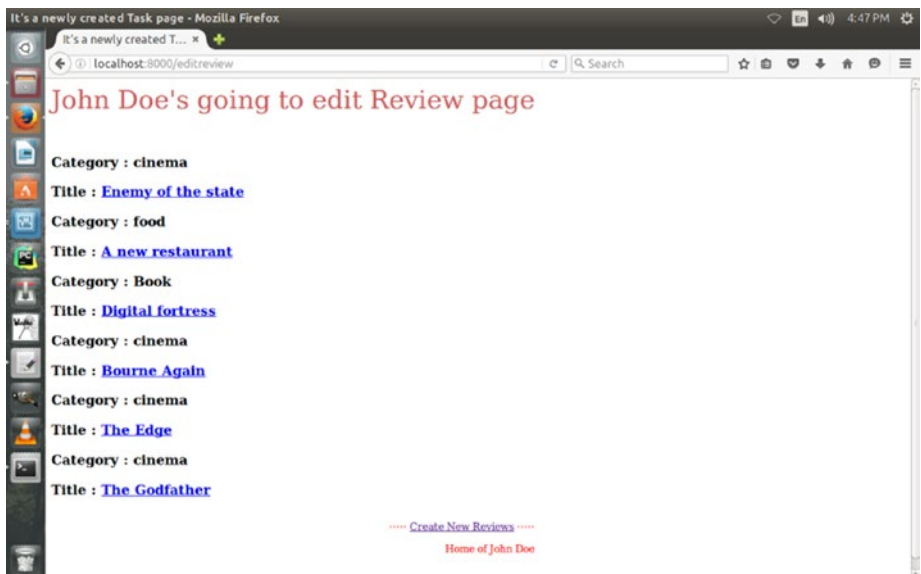 It's a newly created Task page - Mozilla Firefox
En 4:47 PM
It's a newly created T... ×
localhost:8000/editreview
Search
John Doe's going to edit Review page
Category : cinema
Title : Enemy of the state
Category : food
Title : A new restaurant
Category : Book
Title : Digital fortress
Category : cinema
Title : Bourne Again
Category : cinema
Title : The Edge
Category : cinema
Title : The Godfather
----- Create New Reviews -----
Home of John Doe